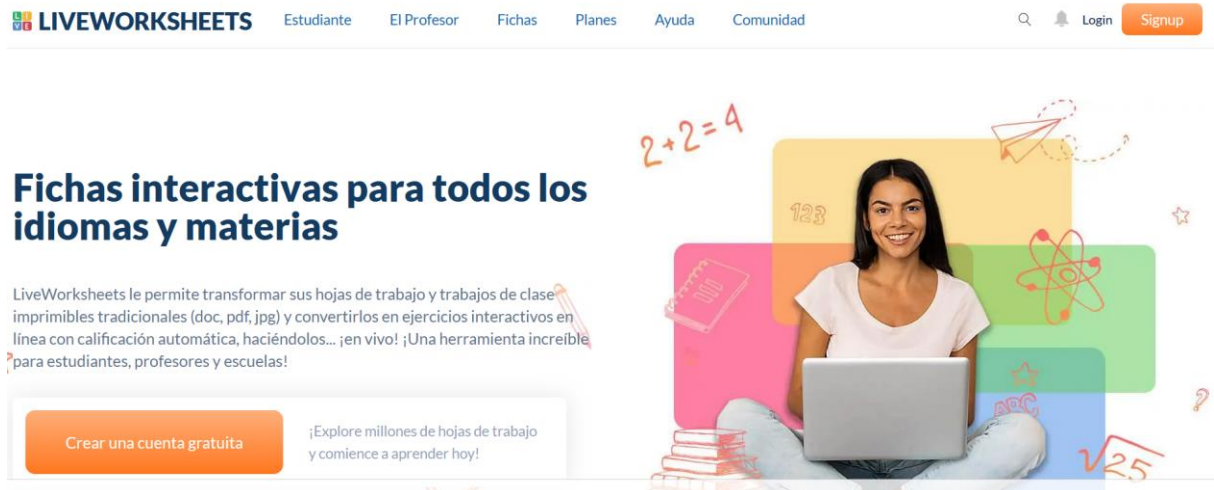 LIVE LIVEWORKSHEETS Estudiante El Profesor Fichas Planes Ayuda Comunidad Login Signup
2+2=4
Fichas interactivas para todos los
idiomas y materias
123
LiveWorksheets le permite transformar sus hojas de trabajo y trabajos de clase
imprimibles tradicionales (doc, pdf, jpg) y convertirlos en ejercicios interactivos en
línea con calificación automática, haciéndolos... ¡en vivo! ¡Una herramienta increíble
para estudiantes, profesores y escuelas!
ABC
Crear una cuenta gratuita
¡Explore millones de hojas de trabajo
y comience a aprender hoy!
√25